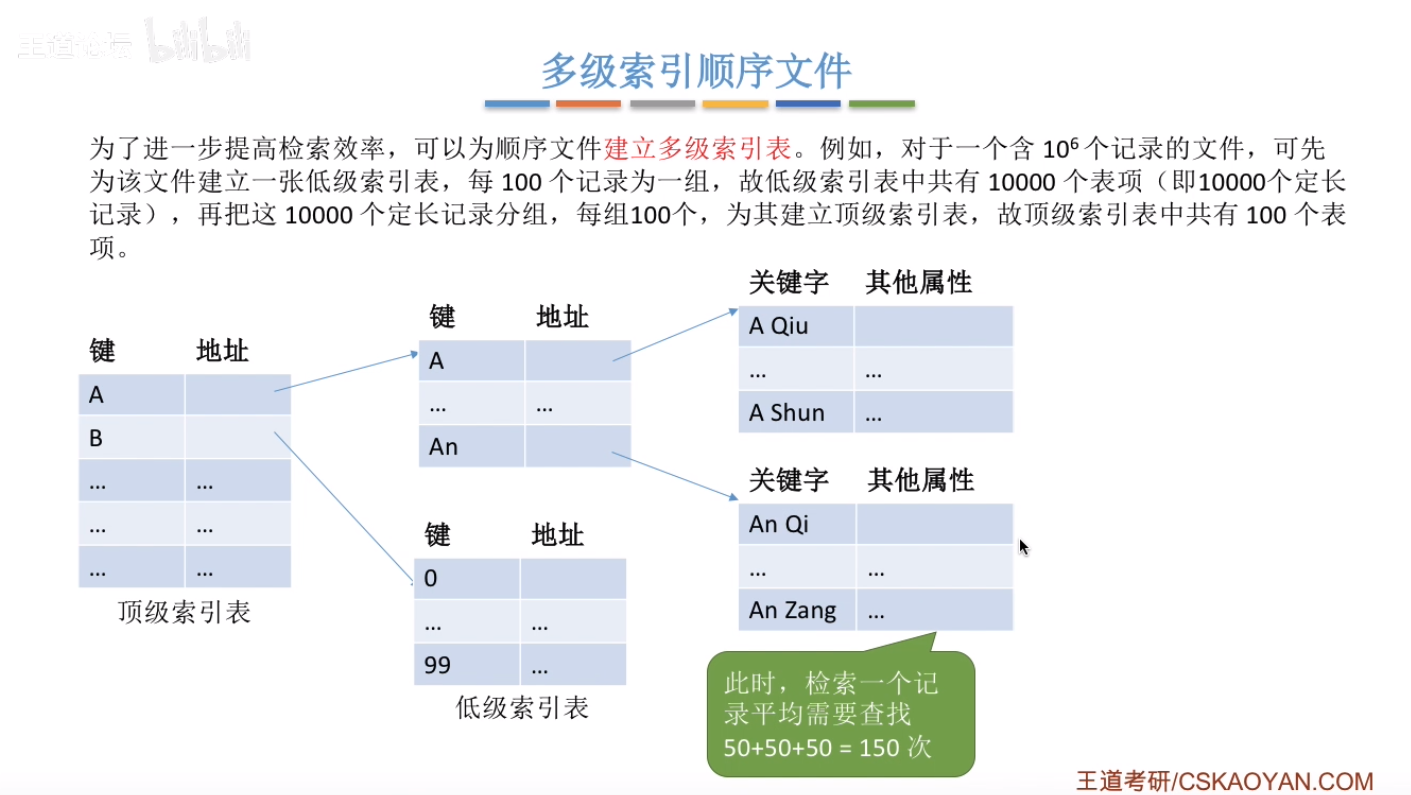 王道论坛 bilibili
多级索引顺序文件
为了进一步提高检索效率，可以为顺序文件建立多级索引表。例如，对于一个含 10⁶ 个记录的文件，可先
为该文件建立一张低级索引表，每 100 个记录为一组，故低级索引表中共有 10000 个表项（即10000个定长
记录），再把这 10000 个定长记录分组，每组100个，为其建立顶级索引表，故顶级索引表中共有 100 个表
项。
键 地址
A
B
... ...
... ...
... ...
顶级索引表
键 地址
A
... ...
An
键 地址
0
... ...
99 ...
低级索引表
关键字 其他属性
A Qiu
... ...
A Shun ...
关键字 其他属性
An Qi
... ...
An Zang ...
此时，检索一个记
录平均需要查找
50+50+50 = 150 次
王道考研/CSKAOYAN.COM